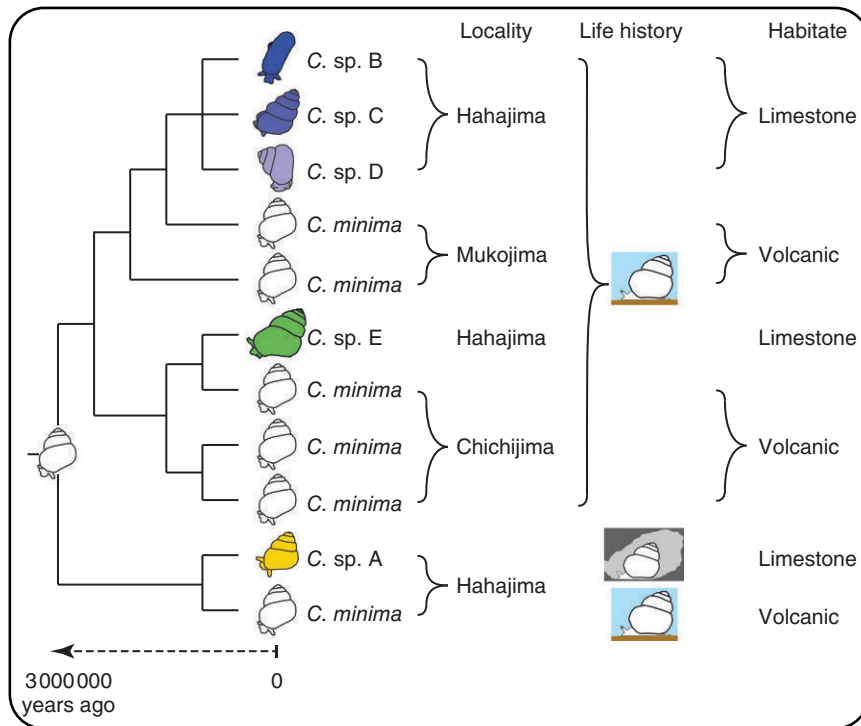 Locality Life history Habitate
C. sp. B
C. sp. C Hahajima Limestone
C. sp. D
C. minima
Mukojima Volcanic
C. minima
C. sp. E Hahajima Limestone
C. minima
C. minima Chichijima Volcanic
C. minima
C. sp. A Limestone
Hahajima
C. minima Volcanic
3000000 0
years ago